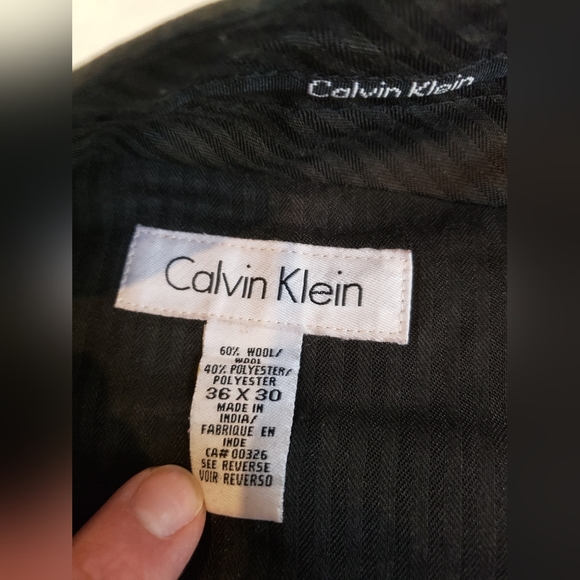 Calvin Klein
Calvin Klein
60% WOOL/
WOOL
40% POLYESTER/
POLYESTER
36 X 30
MADE IN
INDIA/
FABRIQUE EN
INDE
CA# 00326
SEE REVERSE
VOIR REVERSO